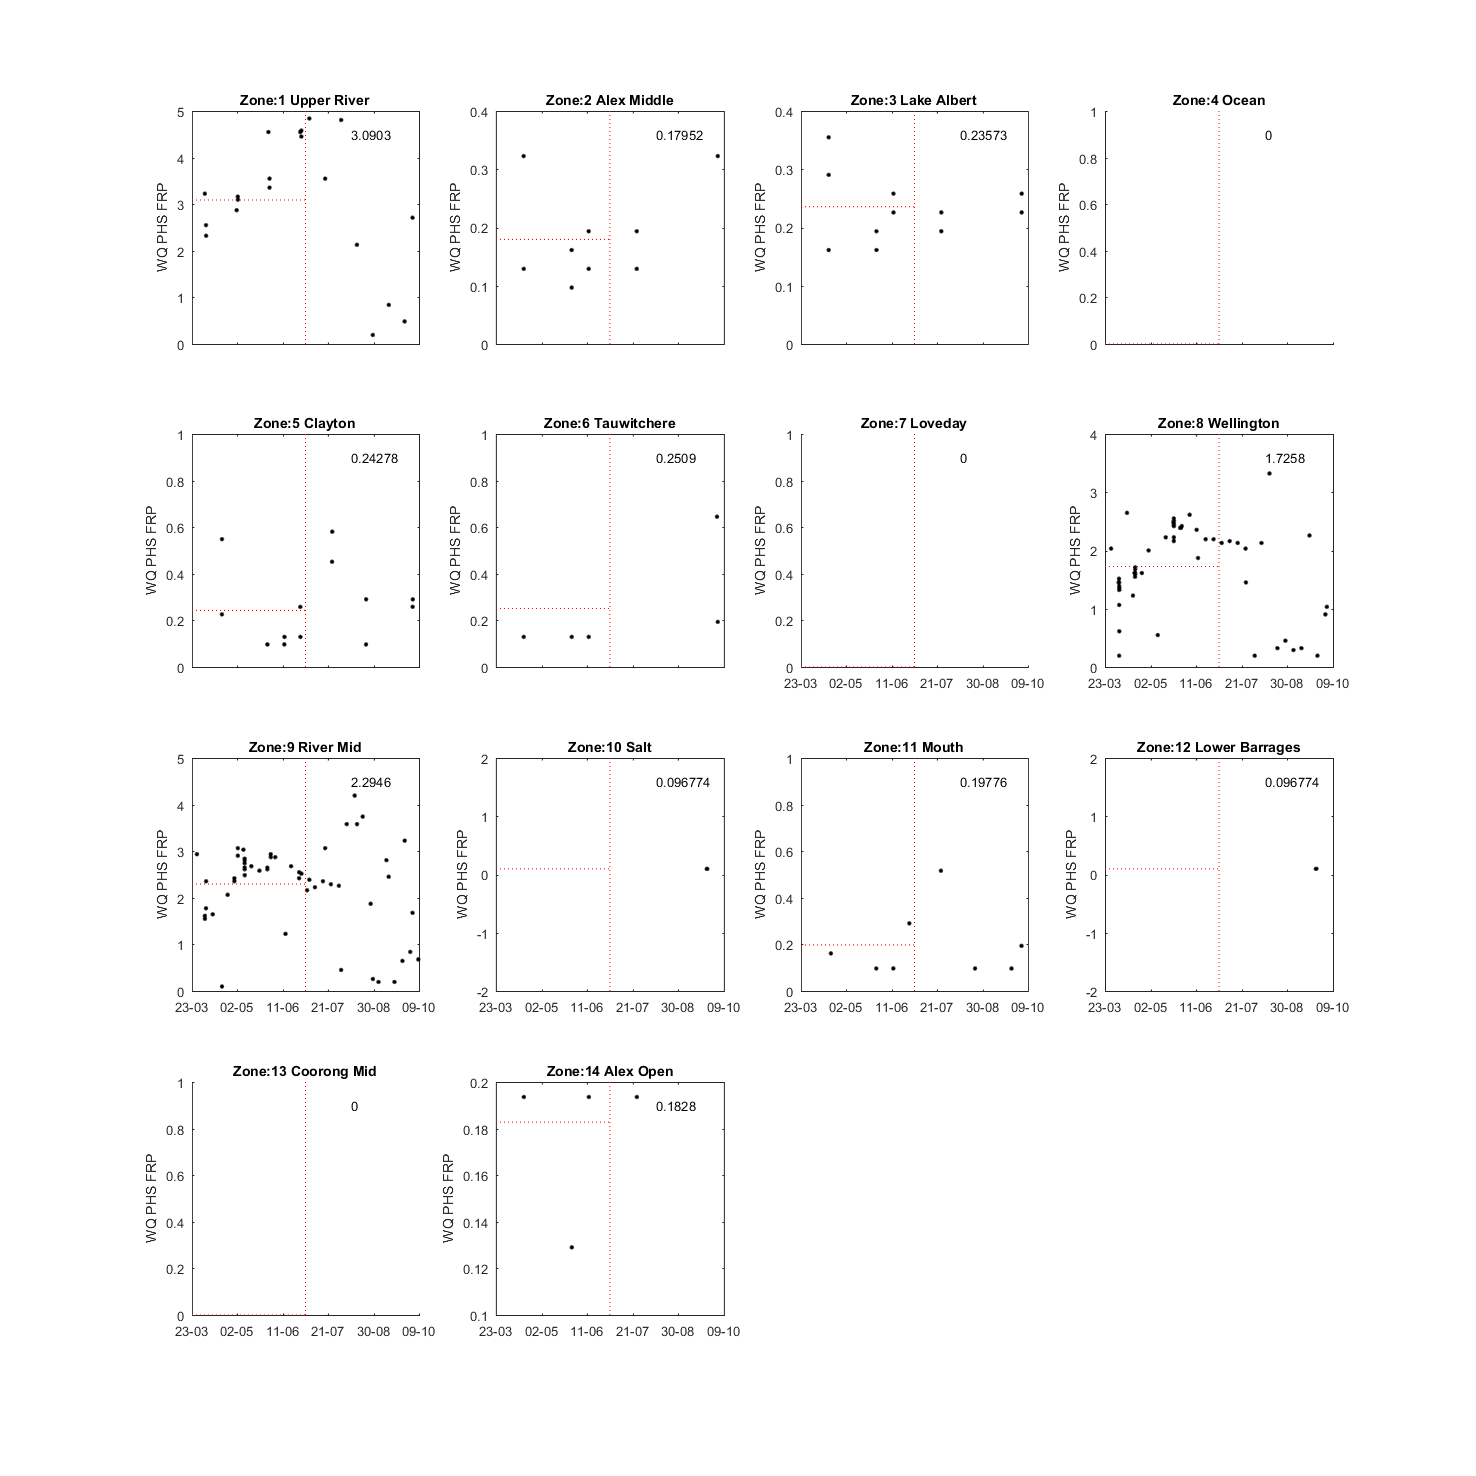 Zone:1 Upper River
Zone:2 Alex Middle
Zone:3 Lake Albert
Zone:4 Ocean
5
4
3
2
1
0
WQ PHS FRP
3.0903
0.4
0.3
0.2
0.1
0
WQ PHS FRP
0.17952
0.4
0.3
0.2
0.1
0
WQ PHS FRP
0.23573
1
0.8
0.6
0.4
0.2
0
WQ PHS FRP
0
Zone:5 Clayton
Zone:6 Tauwitchere
Zone:7 Loveday
Zone:8 Wellington
1
0.8
0.6
0.4
0.2
0
WQ PHS FRP
0.24278
1
0.8
0.6
0.4
0.2
0
WQ PHS FRP
0.2509
1
0.8
0.6
0.4
0.2
0
WQ PHS FRP
0
23-03 02-05 11-06 21-07 30-08 09-10
4
3
2
1
0
WQ PHS FRP
1.7258
23-03 02-05 11-06 21-07 30-08 09-10
Zone:9 River Mid
Zone:10 Salt
Zone:11 Mouth
Zone:12 Lower Barrages
5
4
3
2
1
0
WQ PHS FRP
2.2946
23-03 02-05 11-06 21-07 30-08 09-10
2
1
0
-1
-2
WQ PHS FRP
0.096774
23-03 02-05 11-06 21-07 30-08 09-10
1
0.8
0.6
0.4
0.2
0
WQ PHS FRP
0.19776
23-03 02-05 11-06 21-07 30-08 09-10
2
1
0
-1
-2
WQ PHS FRP
0.096774
23-03 02-05 11-06 21-07 30-08 09-10
Zone:13 Coorong Mid
Zone:14 Alex Open
1
0.8
0.6
0.4
0.2
0
WQ PHS FRP
0
23-03 02-05 11-06 21-07 30-08 09-10
0.2
0.18
0.16
0.14
0.12
0.1
WQ PHS FRP
0.1828
23-03 02-05 11-06 21-07 30-08 09-10